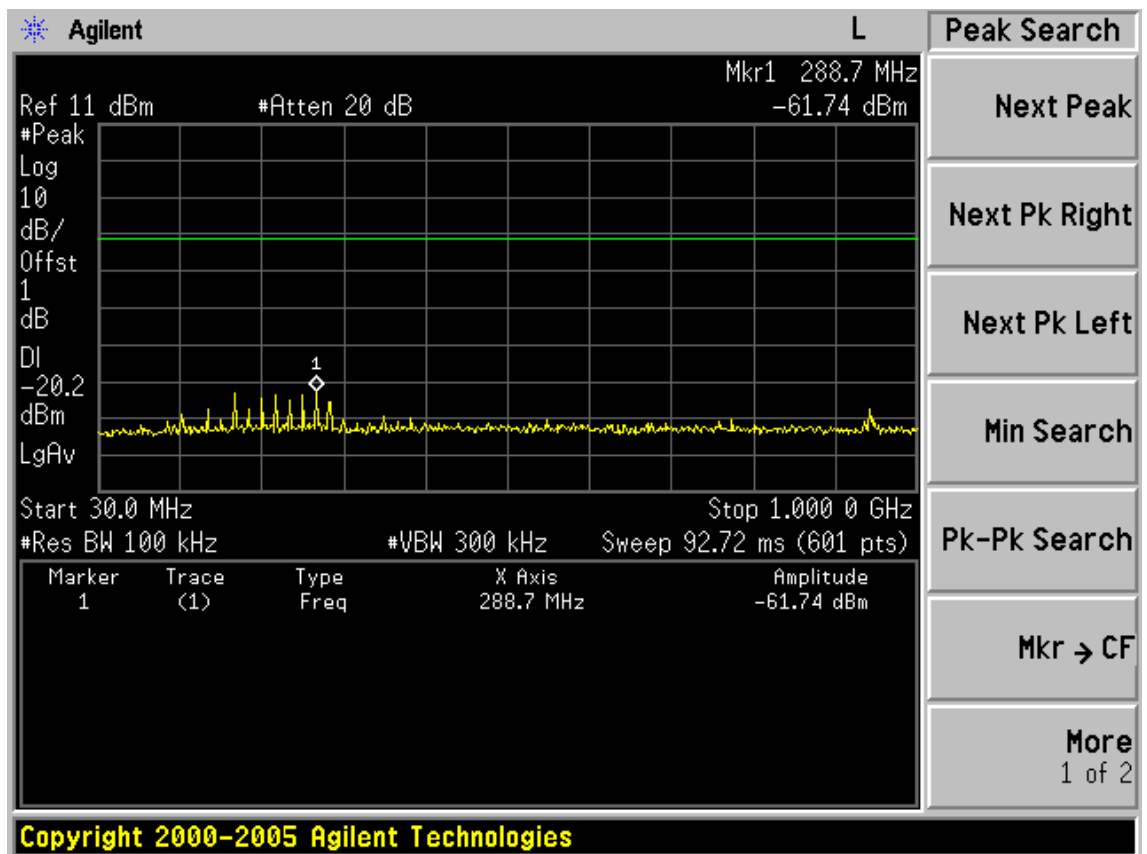 Agilent L Peak Search
Mkr1 288.7 MHz
Ref 11 dBm #Atten 20 dB -61.74 dBm
#Peak
Log
10
dB/
Offst
1
dB
DI
-20.2
dBm
LgAv
1
Start 30.0 MHz Stop 1.000 0 GHz
#Res BW 100 kHz #VBW 300 kHz Sweep 92.72 ms (601 pts)
Marker Trace Type X Axis Amplitude
1 (1) Freq 288.7 MHz -61.74 dBm
Next Peak
Next Pk Right
Next Pk Left
Min Search
Pk-Pk Search
Mkr → CF
More
1 of 2
Copyright 2000-2005 Agilent Technologies